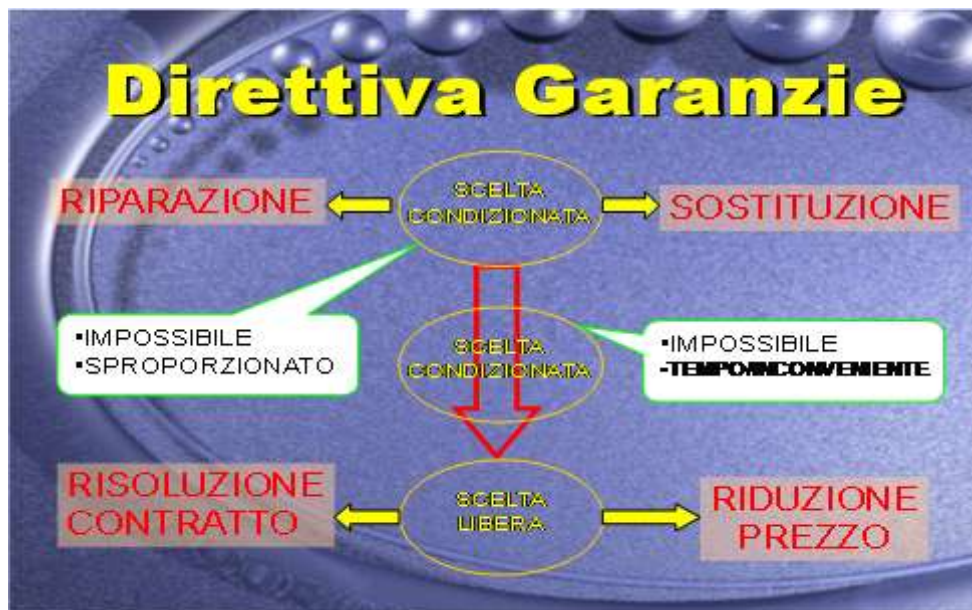 Direttiva Garanzie
RIPARAZIONE
SCELTA
CONDIZIONATA
SOSTITUZIONE
▪IMPOSSIBILE
▪SPROPORZIONATO
SCELTA
CONDIZIONATA
▪IMPOSSIBILE
▪TEMPO/INCONVENIENTE
RISOLUZIONE
CONTRATTO
SCELTA
LIBERA
RIDUZIONE
PREZZO